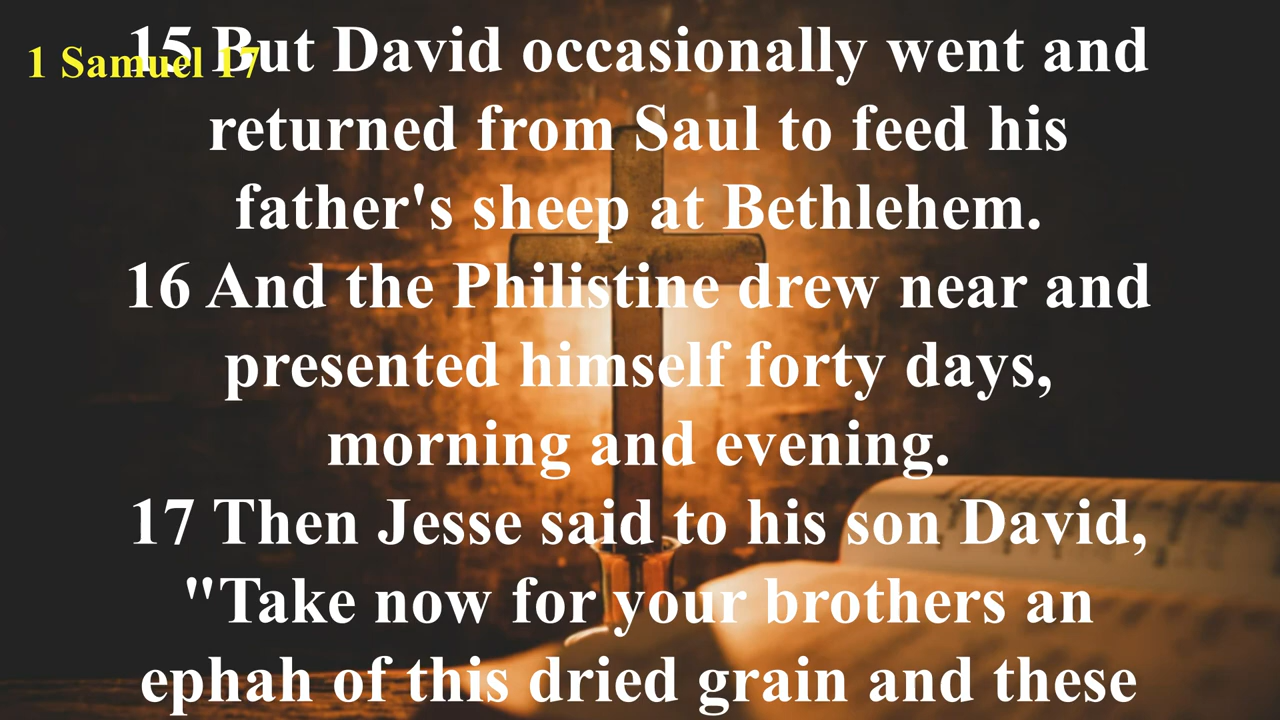 1 Samuel 17
15 But David occasionally went and
returned from Saul to feed his
father's sheep at Bethlehem.
16 And the Philistine drew near and
presented himself forty days,
morning and evening.
17 Then Jesse said to his son David,
"Take now for your brothers an
ephah of this dried grain and these